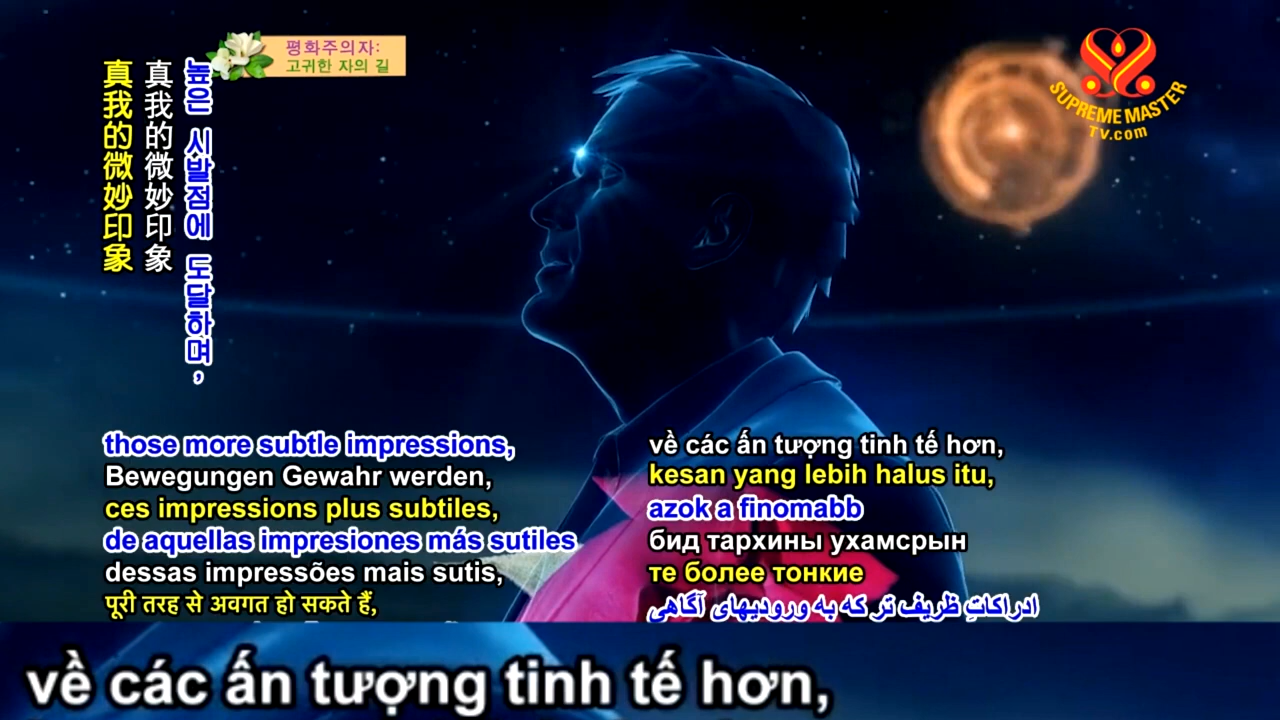 평화주의자:
고귀한 자의 길
SUPREME MASTER
TV.com
높은 시발점에 도달하며,
真我的微妙印象
真我的微妙印象
those more subtle impressions,
Bewegungen Gewahr werden,
ces impressions plus subtiles,
de aquellas impresiones más sutiles
dessas impressões mais sutis,
पूरी तरह से अवगत हो सकते हैं,
về các ấn tượng tinh tế hơn,
kesan yang lebih halus itu,
azok a finomabb
бид тархины ухамсрын
те более тонкие
ادراکاتِ ظریف تر که به ورودیهای آگاهی
về các ấn tượng tinh tế hơn,